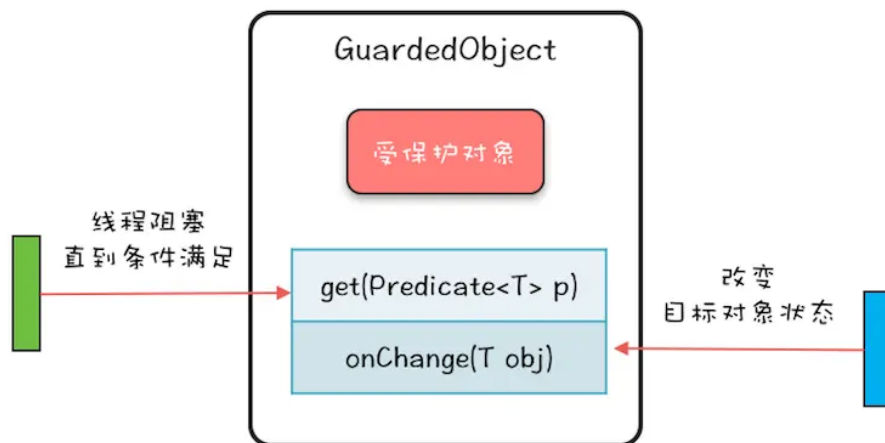 GuardedObject
受保护对象
线程阻塞
直到条件满足
get(Predicate<T> p)
onChange(T obj)
改变
目标对象状态